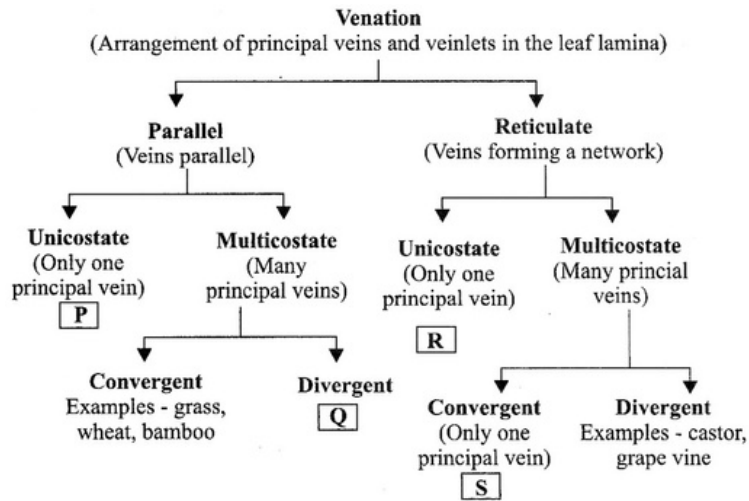 Venation
(Arrangement of principal veins and veinlets in the leaf lamina)
Parallel
(Veins parallel)
Reticulate
(Veins forming a network)
Unicostate
(Only one
principal vein)
P
Multicostate
(Many
principal veins)
Unicostate
(Only one
principal vein)
R
Multicostate
(Many princial
veins)
Convergent
Examples - grass,
wheat, bamboo
Divergent
Q
Convergent
(Only one
principal vein)
S
Divergent
Examples - castor,
grape vine